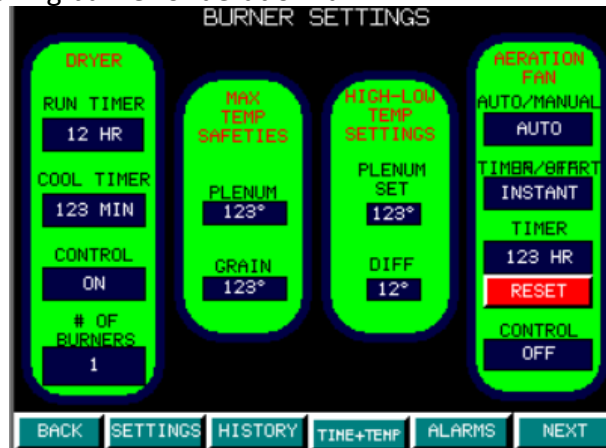 BURNER SETTINGS
DRYER
RUN TIMER
12 HR
COOL TIMER
123 MIN
CONTROL
ON
# OF
BURNERS
1
MAX
TEMP
SAFETIES
PLENUM
123°
GRAIN
123°
HIGH-LOW
TEMP
SETTINGS
PLENUM
SET
123°
DIFF
12°
AERATION
FAN
AUTO/MANUAL
AUTO
INSTANT
TIMER
123 HR
RESET
CONTROL
OFF
BACK SETTINGS HISTORY TIME+TEMP ALARMS NEXT